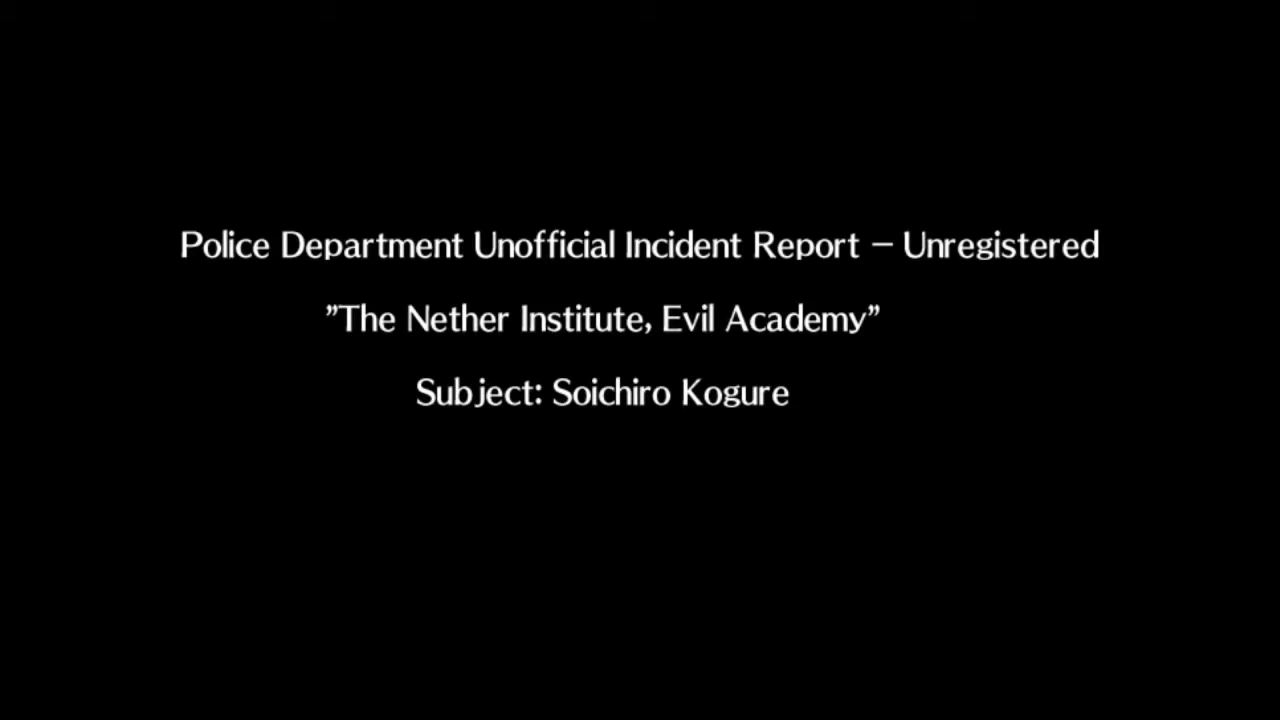 Police Department Unofficial Incident Report – Unregistered
”The Nether Institute, Evil Academy”
Subject: Soichiro Kogure